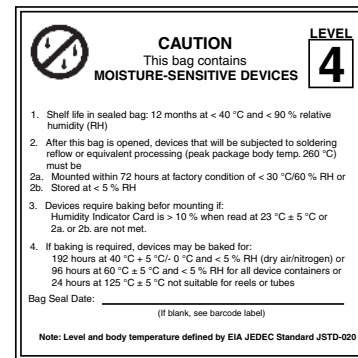 LEVEL
CAUTION
This bag contains
MOISTURE-SENSITIVE DEVICES
4
1. Shelf life in sealed bag: 12 months at < 40 °C and < 90 % relative
humidity (RH)
2. After this bag is opened, devices that will be subjected to soldering
reflow or equivalent processing (peak package body temp. 260 °C)
must be
2a. Mounted within 72 hours at factory condition of < 30 °C/60 % RH or
2b. Stored at < 5 % RH
3. Devices require baking befor mounting if:
Humidity Indicator Card is > 10 % when read at 23 °C ± 5 °C or
2a. or 2b. are not met.
4. If baking is required, devices may be baked for:
192 hours at 40 °C + 5 °C/- 0 °C and < 5 % RH (dry air/nitrogen) or
96 hours at 60 °C ± 5 °C and < 5 % RH for all device containers or
24 hours at 125 °C ± 5 °C not suitable for reels or tubes
Bag Seal Date:
(If blank, see barcode label)
Note: Level and body temperature defined by EIA JEDEC Standard JSTD-020